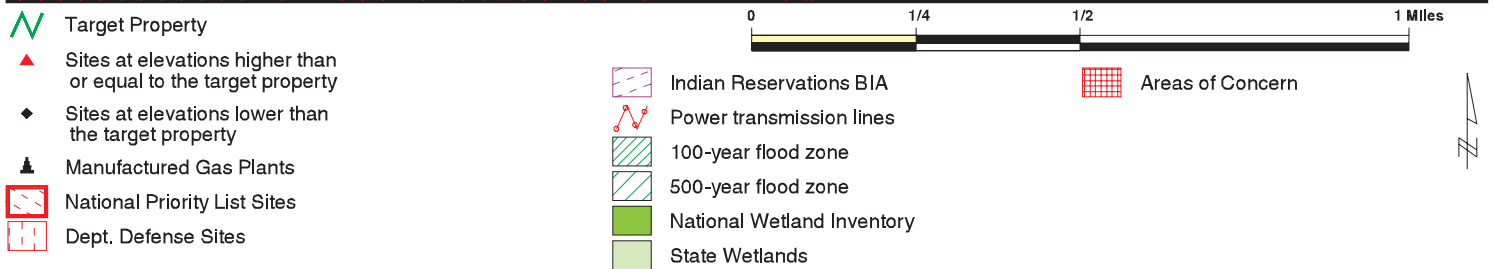 Target Property
Sites at elevations higher than
or equal to the target property
Sites at elevations lower than
the target property
Manufactured Gas Plants
National Priority List Sites
Dept. Defense Sites
0 1/4 1/2 1 Miles
Indian Reservations BIA
Power transmission lines
100-year flood zone
500-year flood zone
National Wetland Inventory
State Wetlands
Areas of Concern
N